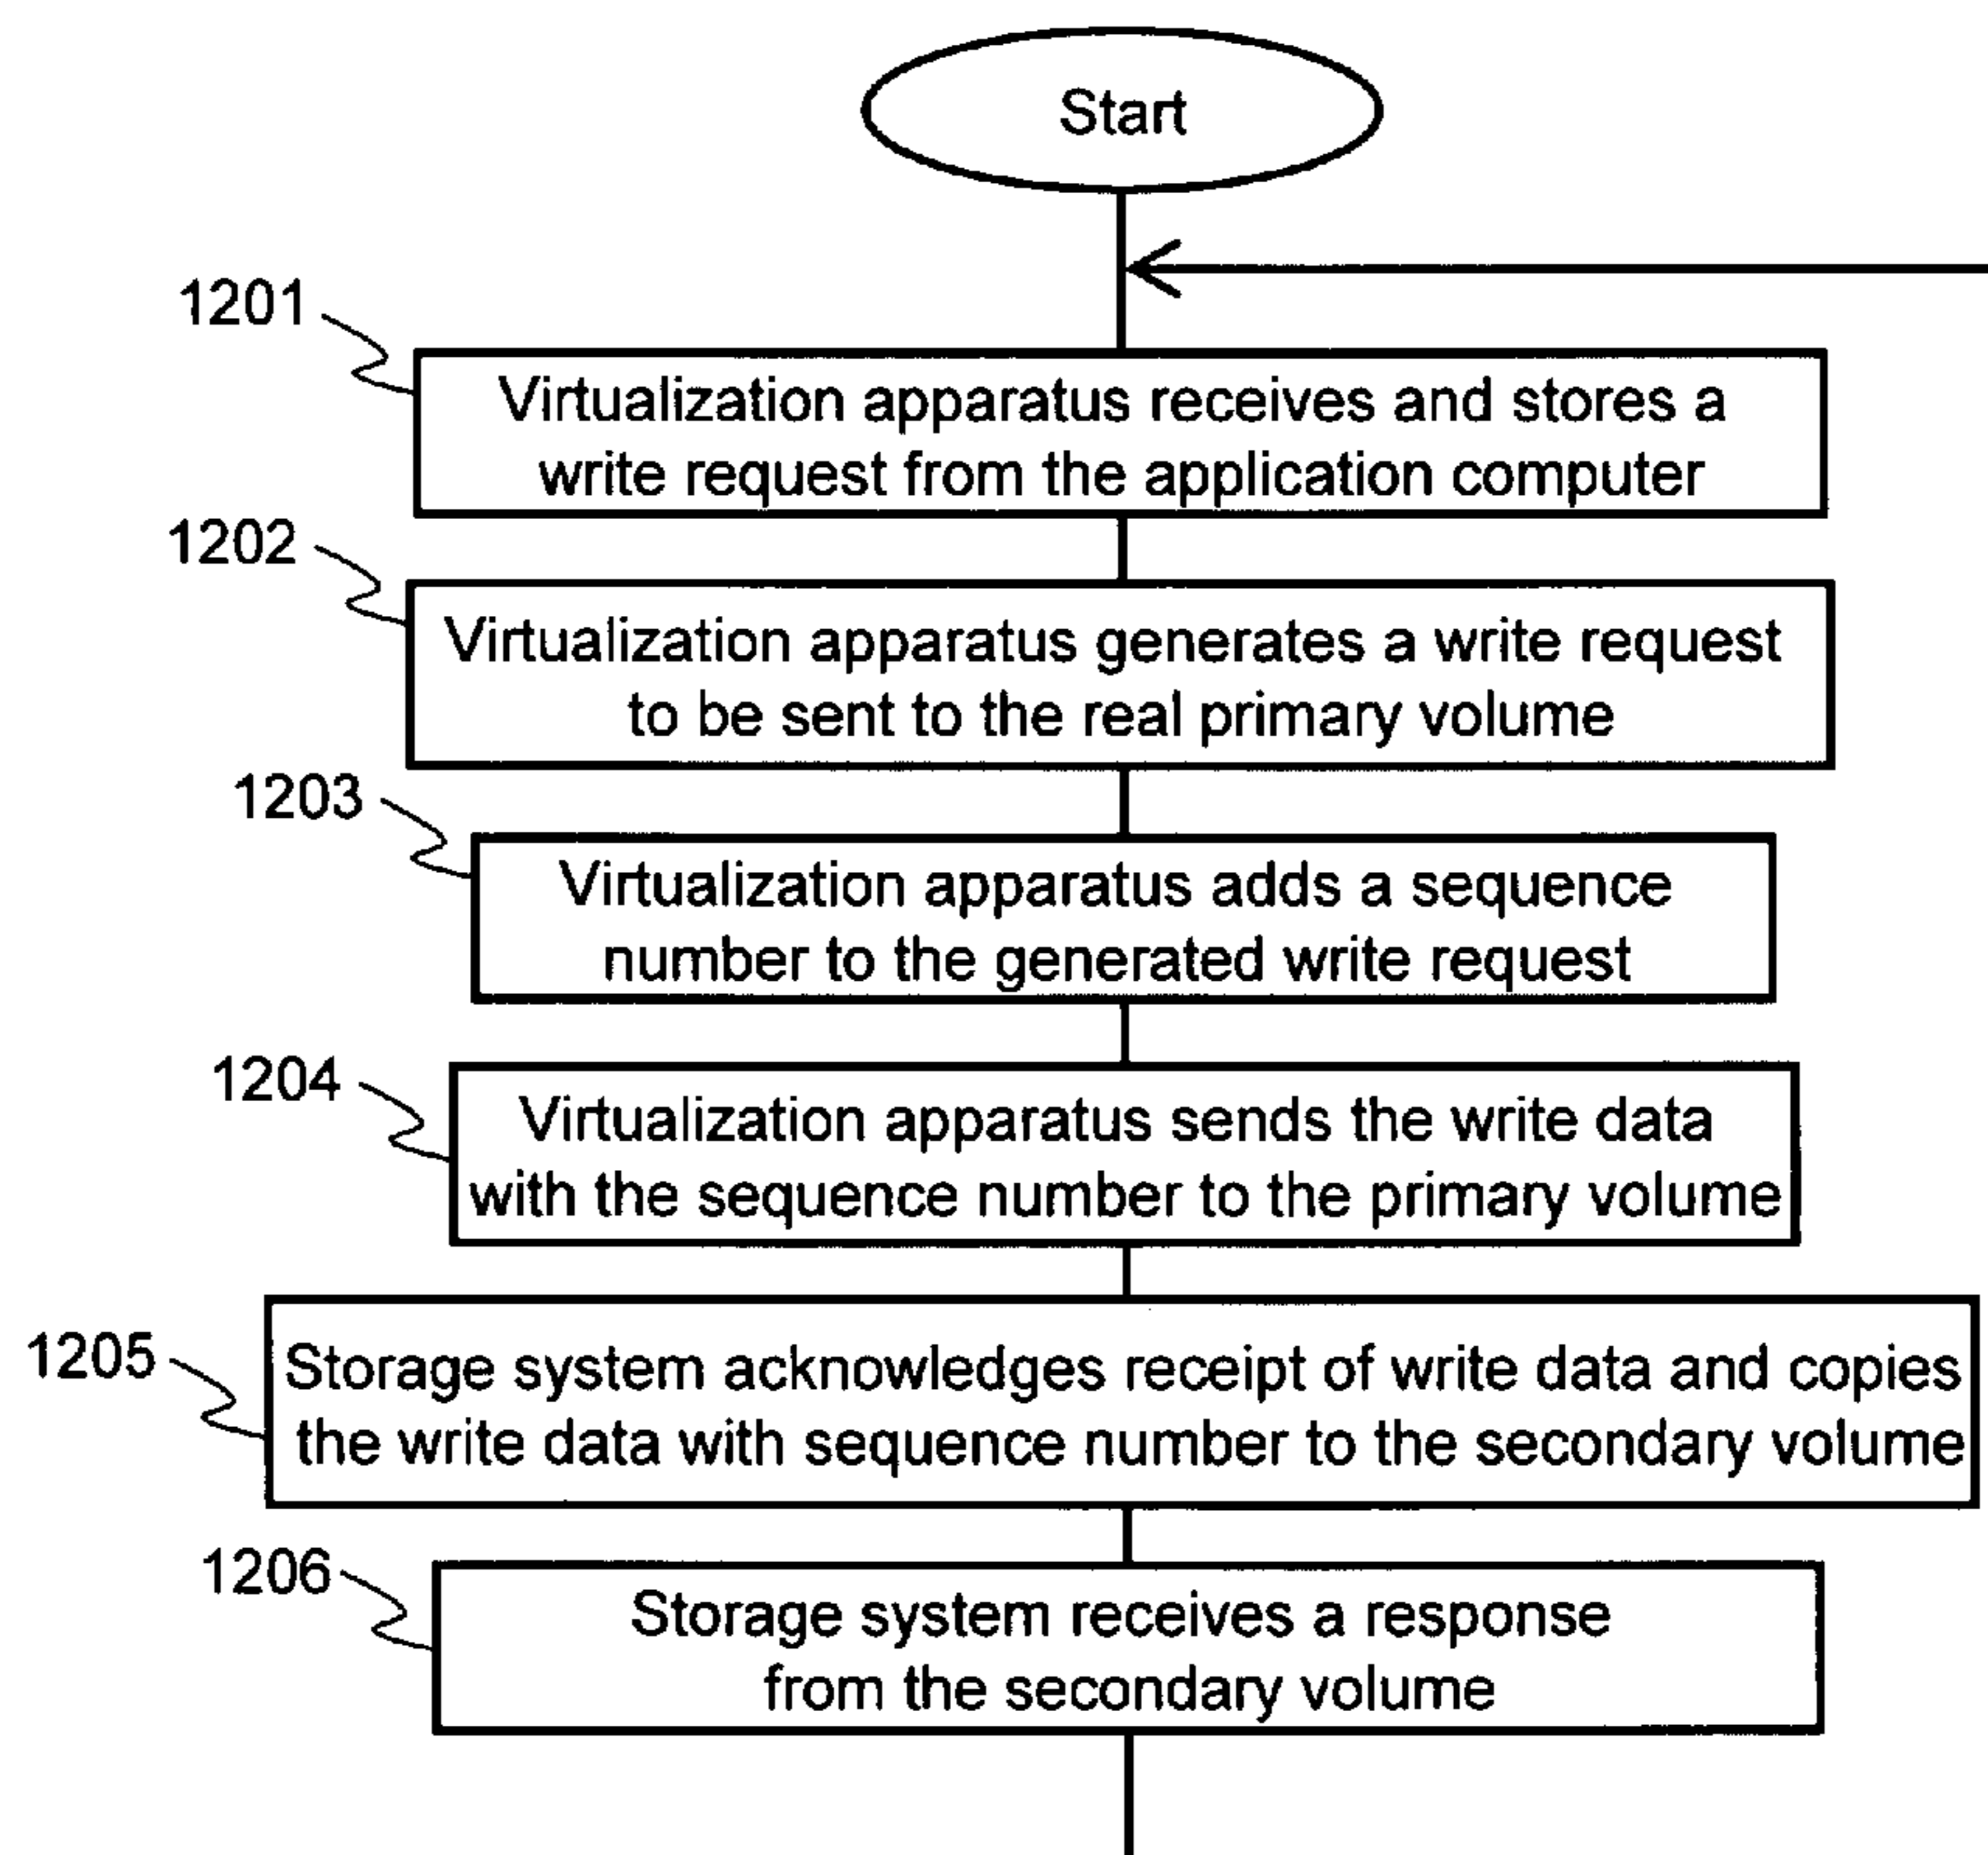 Start
1201
Virtualization apparatus receives and stores a
write request from the application computer
1202
Virtualization apparatus generates a write request
to be sent to the real primary volume
1203
Virtualization apparatus adds a sequence
number to the generated write request
1204
Virtualization apparatus sends the write data
with the sequence number to the primary volume
1205
Storage system acknowledges receipt of write data and copies
the write data with sequence number to the secondary volume
1206
Storage system receives a response
from the secondary volume